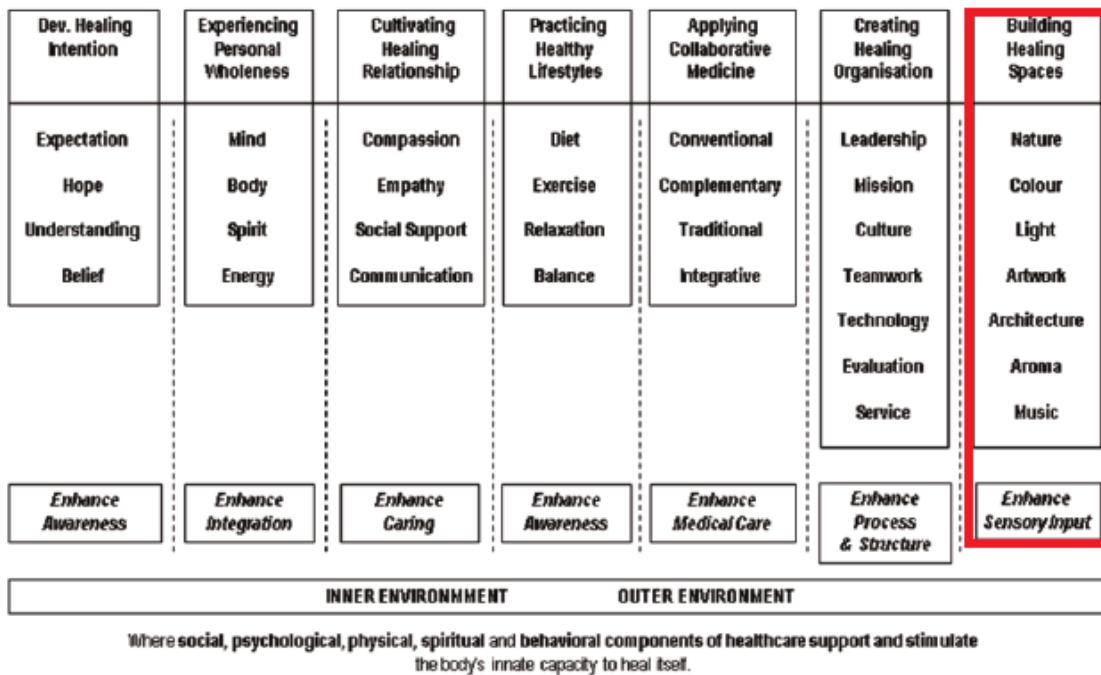 Dev. Healing
Intention
Experiencing
Personal
Wholeness
Cultivating
Healing
Relationship
Practicing
Healthy
Lifestyles
Applying
Collaborative
Medicine
Creating
Healing
Organisation
Building
Healing
Spaces
Expectation
Hope
Understanding
Belief
Mind
Body
Spirit
Energy
Compassion
Empathy
Social Support
Communication
Diet
Exercise
Relaxation
Balance
Conventional
Complementary
Traditional
Integrative
Leadership
Mission
Culture
Teamwork
Technology
Evaluation
Service
Nature
Colour
Light
Artwork
Architecture
Aroma
Music
Enhance
Awareness
Enhance
Integration
Enhance
Caring
Enhance
Awareness
Enhance
Medical Care
Enhance
Process
& Structure
Enhance
Sensory Input
INNER ENVIRONMMENT
OUTER ENVIRONMENT
Where social, psychological, physical, spiritual and behavioral components of healthcare support and stimulate
the body's innate capacity to heal itself.